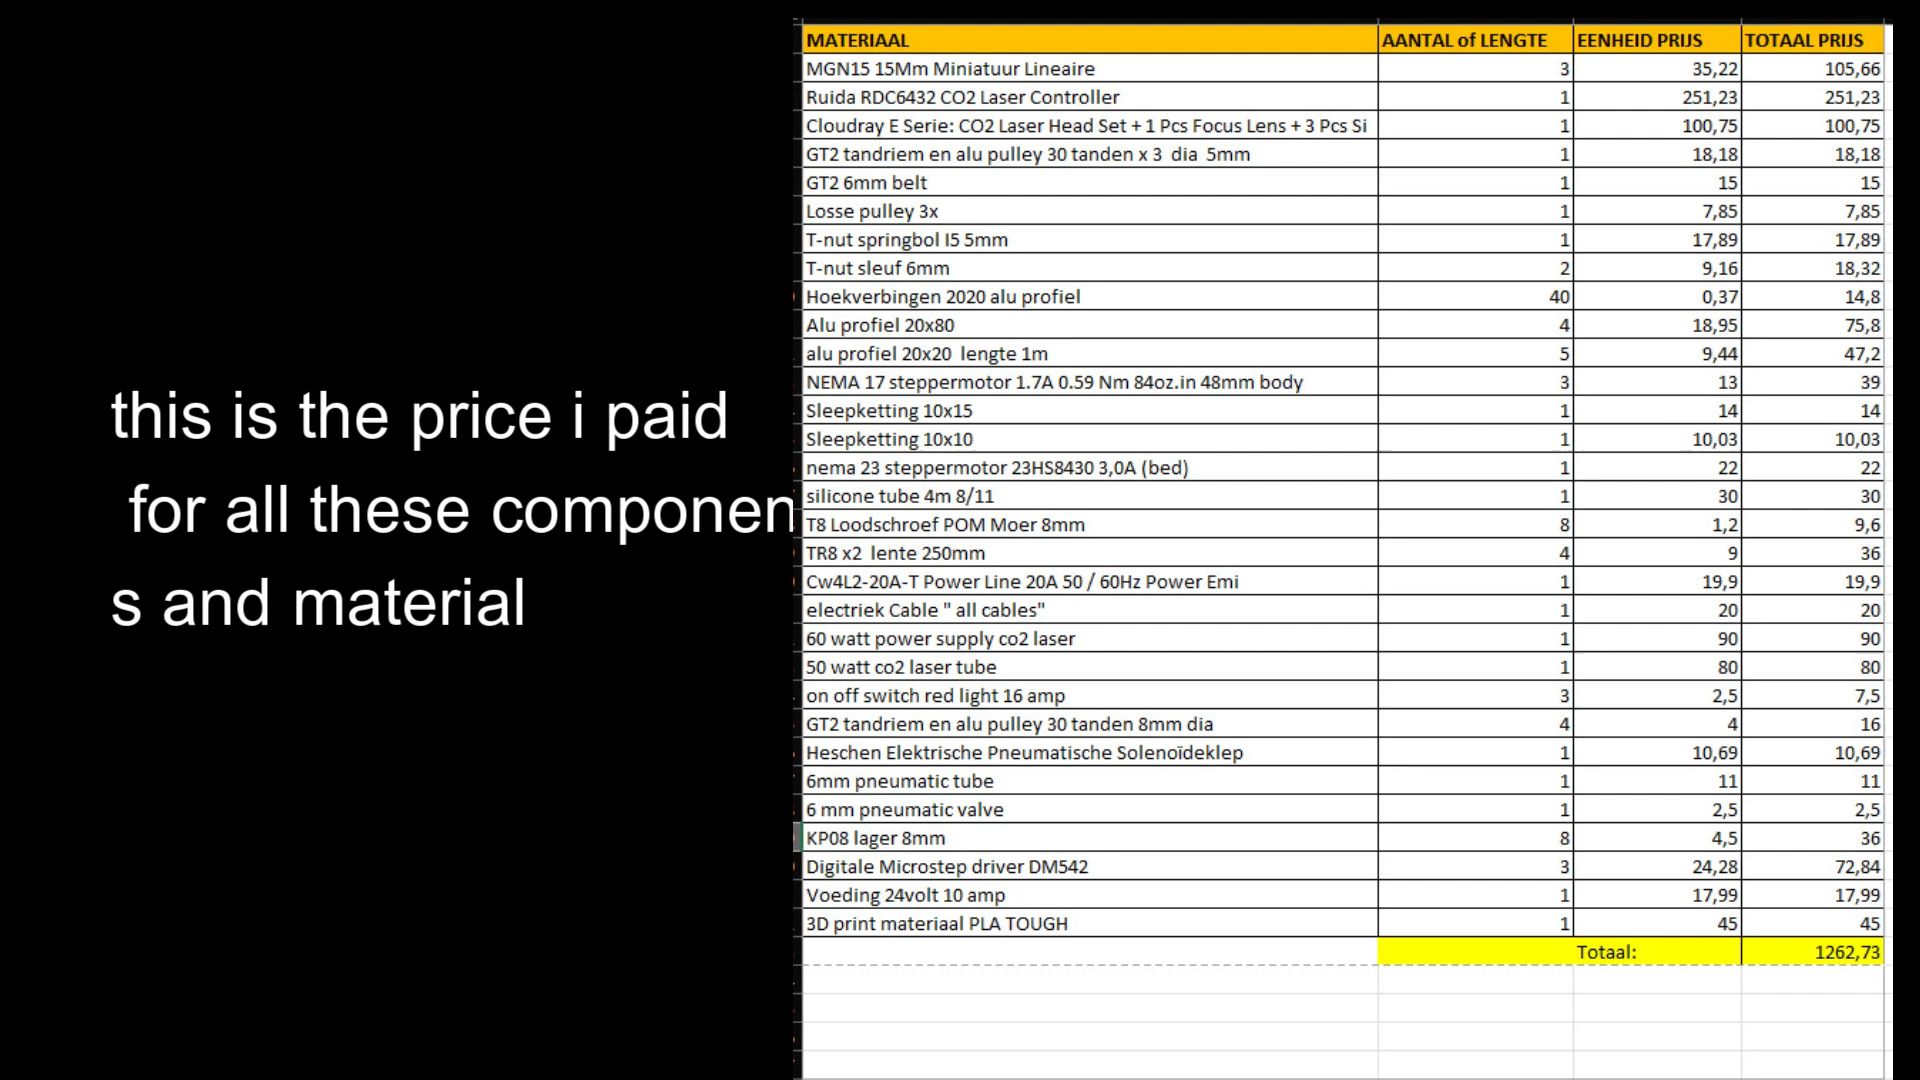 this is the price i paid
for all these componen
s and material
MATERIAAL AANTAL of LENGTE EENHEID PRIJS TOTAAL PRIJS
MGN15 15Mm Miniatuur Lineaire 3 35,22 105,66
Ruida RDC6432 CO2 Laser Controller 1 251,23 251,23
Cloudray E Serie: CO2 Laser Head Set + 1 Pcs Focus Lens + 3 Pcs Si 1 100,75 100,75
GT2 tandriem en alu pulley 30 tanden x 3 dia 5mm 1 18,18 18,18
GT2 6mm belt 1 15 15
Losse pulley 3x 1 7,85 7,85
T-nut springbol I5 5mm 1 17,89 17,89
T-nut sleuf 6mm 2 9,16 18,32
Hoekverbingen 2020 alu profiel 40 0,37 14,8
Alu profiel 20x80 4 18,95 75,8
alu profiel 20x20 lengte 1m 5 9,44 47,2
NEMA 17 steppermotor 1.7A 0.59 Nm 84oz.in 48mm body 3 13 39
Sleepketting 10x15 1 14 14
Sleepketting 10x10 1 10,03 10,03
nema 23 steppermotor 23HS8430 3,0A (bed) 1 22 22
silicone tube 4m 8/11 1 30 30
T8 Loodschroef POM Moer 8mm 8 1,2 9,6
TR8 x2 lente 250mm 4 9 36
Cw4L2-20A-T Power Line 20A 50 / 60Hz Power Emi 1 19,9 19,9
electriek Cable " all cables" 1 20 20
60 watt power supply co2 laser 1 90 90
50 watt co2 laser tube 1 80 80
on off switch red light 16 amp 3 2,5 7,5
GT2 tandriem en alu pulley 30 tanden 8mm dia 4 4 16
Heschen Elektrische Pneumatische Solenoïdeklep 1 10,69 10,69
6mm pneumatic tube 1 11 11
6 mm pneumatic valve 1 2,5 2,5
KP08 lager 8mm 8 4,5 36
Digitale Microstep driver DM542 3 24,28 72,84
Voeding 24volt 10 amp 1 17,99 17,99
3D print materiaal PLA TOUGH 1 45 45
Totaal: 1262,73